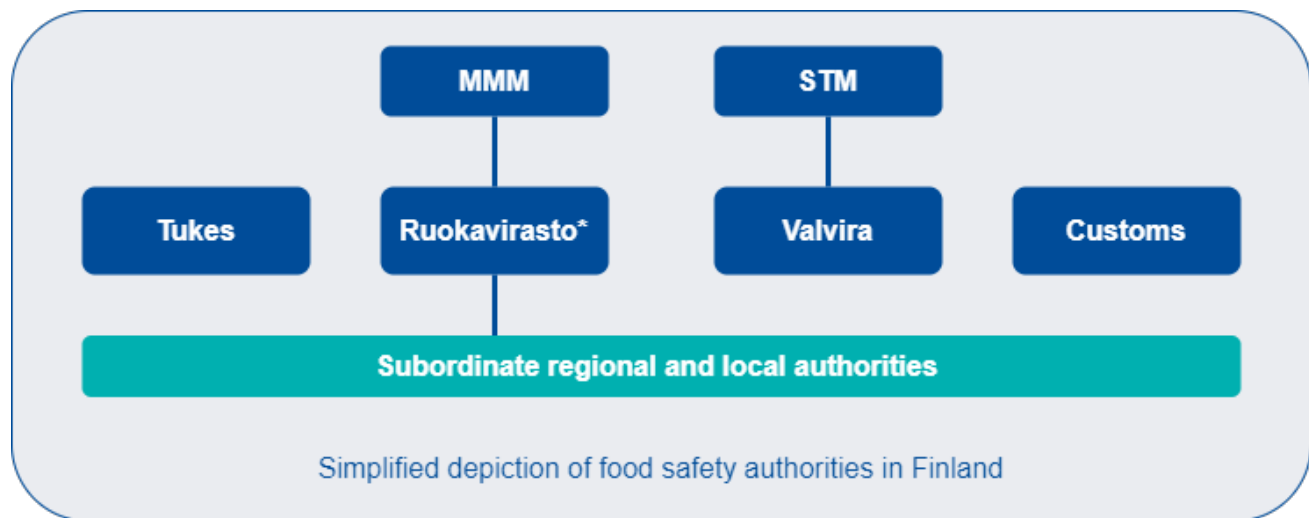 MMM
STM
Tukes
Ruokavirasto*
Valvira
Customs
Subordinate regional and local authorities
Simplified depiction of food safety authorities in Finland